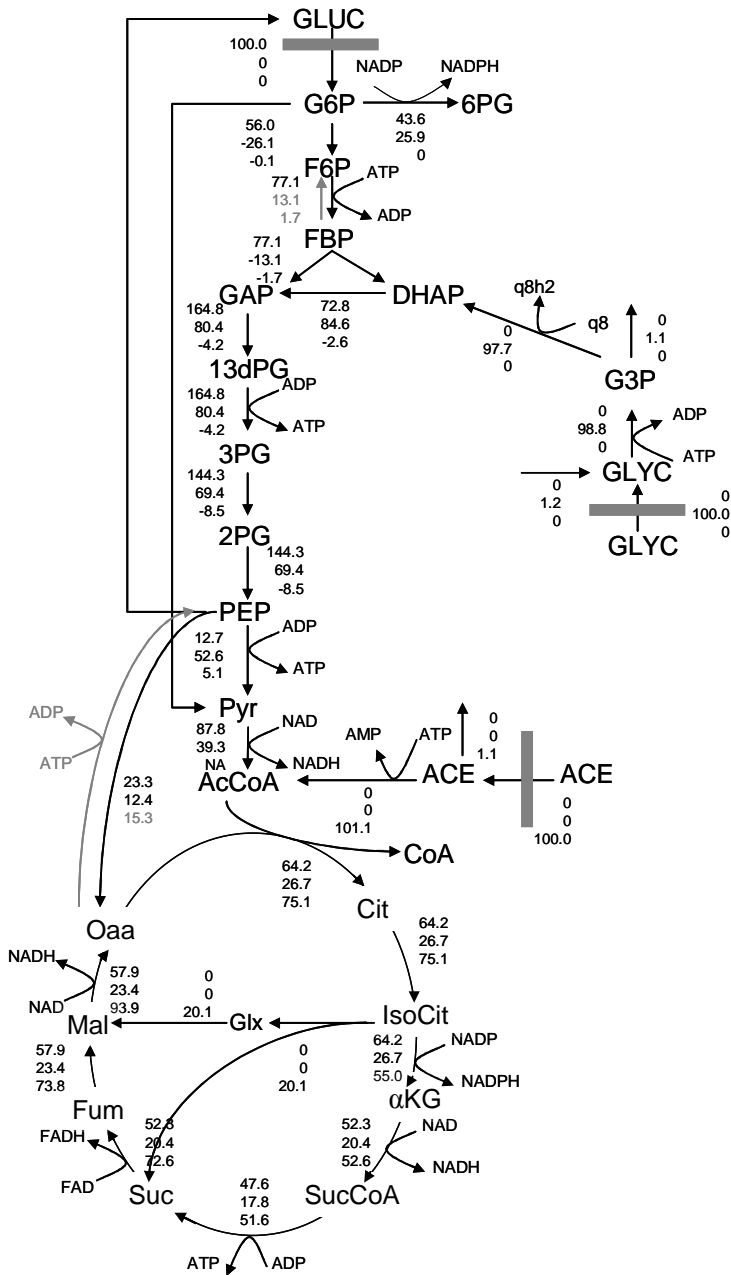 GLUC
100.0
0
0
NADP
NADPH
G6P
6PG
56.0
-26.1
-0.1
43.6
25.9
0
F6P
77.1
13.1
1.7
ATP
ADP
FBP
77.1
-13.1
-1.7
GAP
72.8
84.6
-2.6
DHAP
q8h2
q8
0
97.7
0
0
1.1
0
G3P
164.8
80.4
-4.2
13dPG
ADP
164.8
80.4
-4.2
ATP
0
98.8
0
ADP
ATP
3PG
GLYC
144.3
69.4
-8.5
0
1.2
0
0
100.0
0
2PG
GLYC
144.3
69.4
-8.5
PEP
12.7
52.6
5.1
ADP
ATP
Pyr
87.8
39.3
NA
NAD
NADH
AMP
ATP
0
0
1.1
ADP
ATP
AcCoA
ACE
ACE
23.3
12.4
15.3
0
0
101.1
0
0
100.0
CoA
64.2
26.7
75.1
Cit
Oaa
64.2
26.7
75.1
NADH
NAD
57.9
23.4
93.9
0
0
20.1
Mal
Glx
IsoCit
57.9
23.4
73.8
0
0
20.1
64.2
26.7
55.0
NADP
NADPH
Fum
αKG
FADH
FAD
52.3
20.4
72.6
52.3
20.4
52.6
NAD
NADH
Suc
47.6
17.8
51.6
SucCoA
ATP
ADP